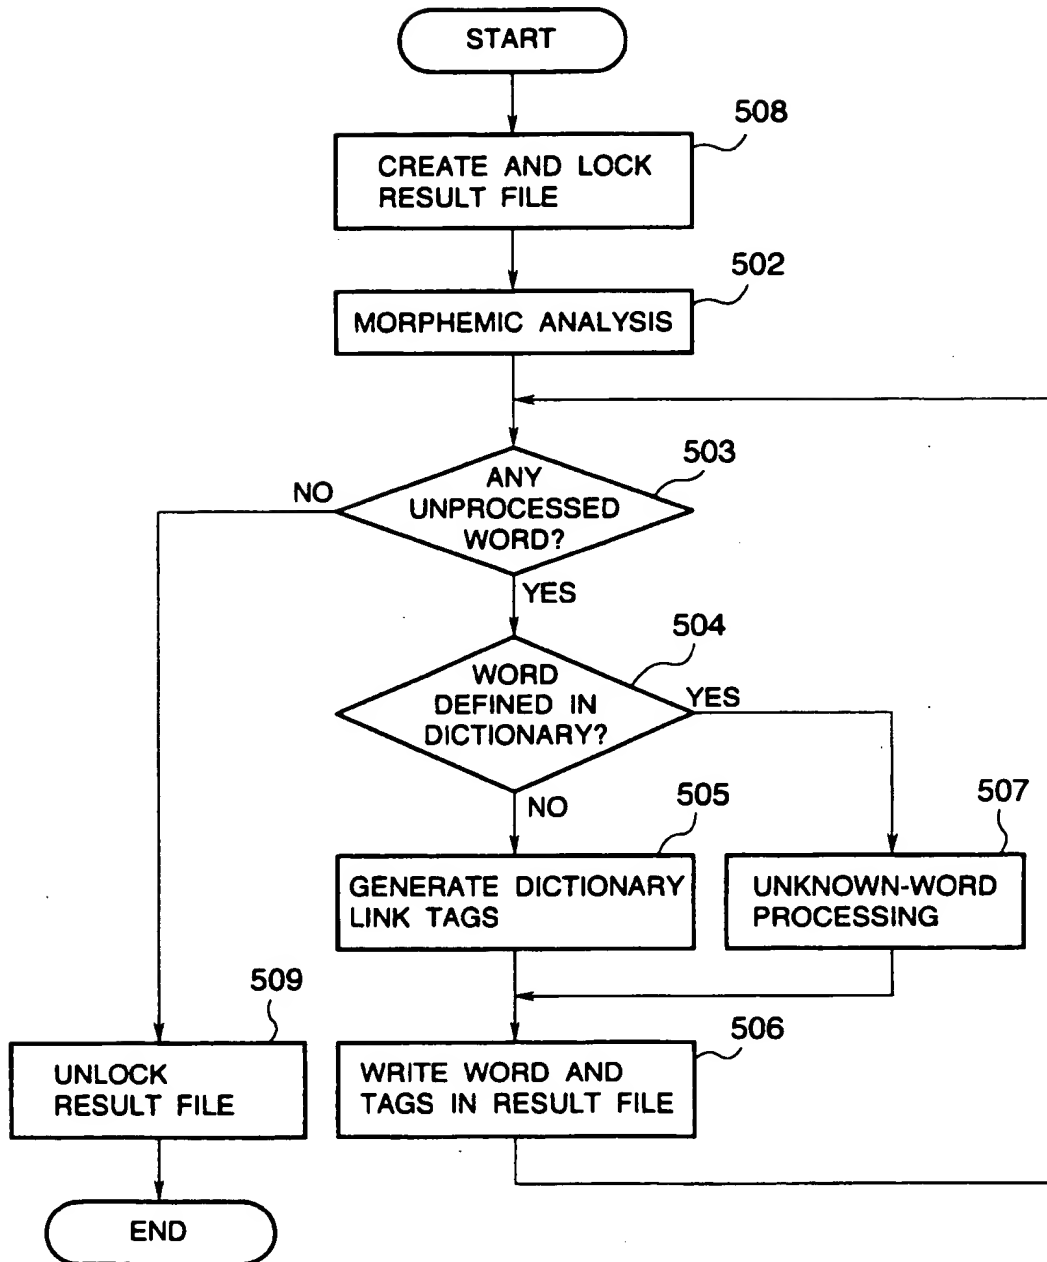 START
508
CREATE AND LOCK
RESULT FILE
502
MORPHEMIC ANALYSIS
503
ANY
UNPROCESSED
WORD?
NO
YES
504
WORD
DEFINED IN
DICTIONARY?
YES
NO
505
GENERATE DICTIONARY
LINK TAGS
507
UNKNOWN-WORD
PROCESSING
509
UNLOCK
RESULT FILE
506
WRITE WORD AND
TAGS IN RESULT FILE
END